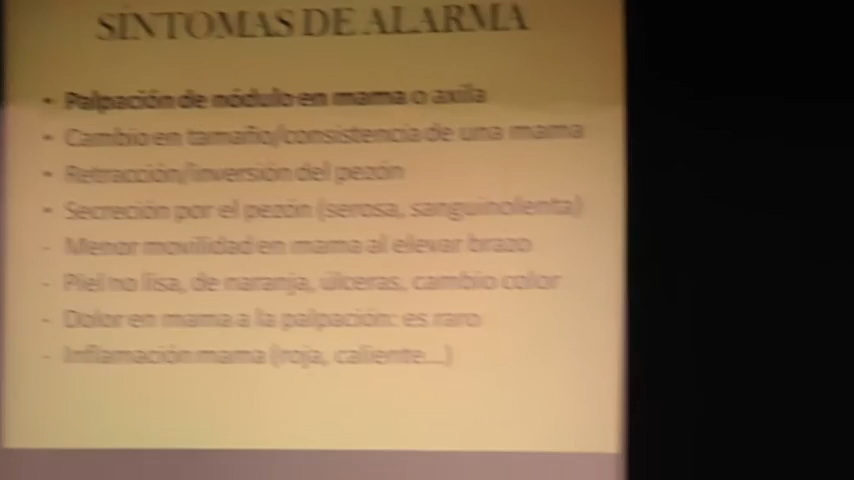 SÍNTOMAS DE ALARMA
• Palpación de nódulo en mama o axila
• Cambio en tamaño/consistencia de una mama
• Retracción/inversión del pezón
• Secreción por el pezón (serosa, sanguinolenta)
- Menor movilidad en mama al elevar brazo
- Piel no lisa, de naranja, úlceras, cambio color
- Dolor en mama a la palpación: es raro
- Inflamación mama (roja, caliente...)